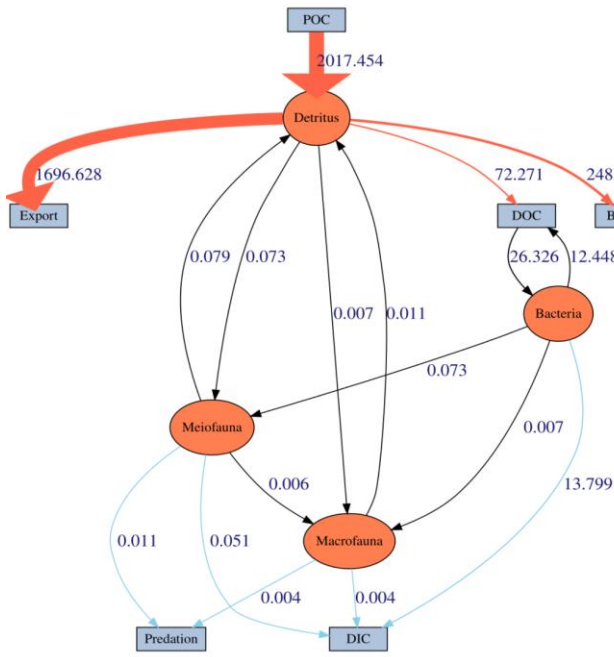 POC
2017.454
Detritus
1696.628
72.271
248
Export
DOC
B
0.079
0.073
26.326
12.448
0.007
0.011
Bacteria
0.073
Meiofauna
0.007
0.006
13.799
Macrofauna
0.011
0.051
0.004
0.004
Predation
DIC